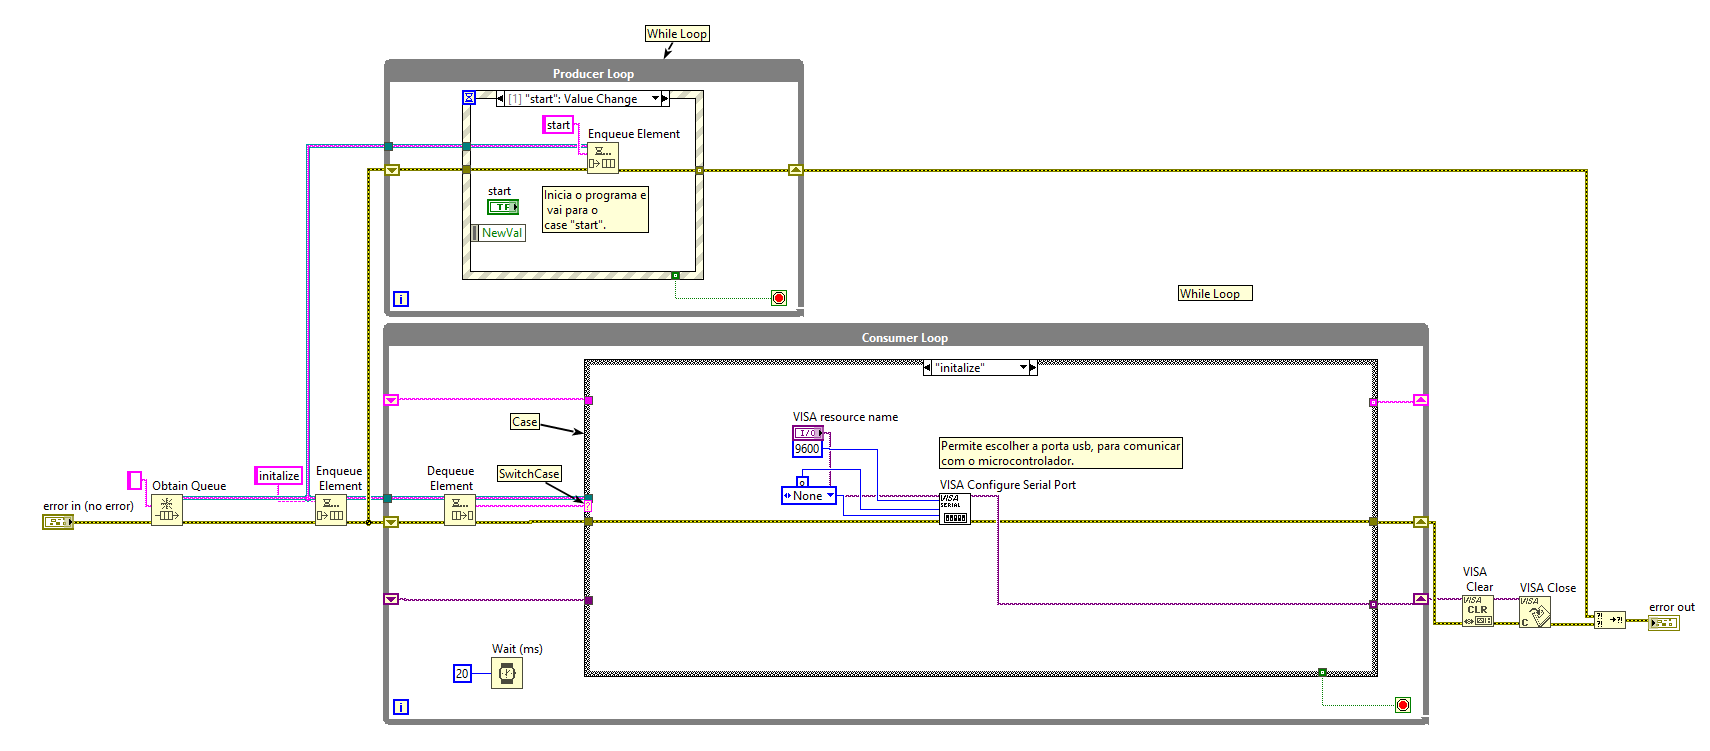 While Loop
Producer Loop
[1] "start": Value Change
start
Enqueue Element
start
TF
Inicia o programa e
vai para o
case "start".
NewVal
i
While Loop
Consumer Loop
"initalize"
VISA resource name
I/O
9600
Case
Permite escolher a porta usb, para comunicar
com o microcontrolador.
SwitchCase
0
None
VISA Configure Serial Port
VISA
SERIAL
initalize
Enqueue
Element
Dequeue
Element
Obtain Queue
error in (no error)
?
VISA
Clear
VISA
CLR
VISA Close
VISA
C
error out
Wait (ms)
20
i